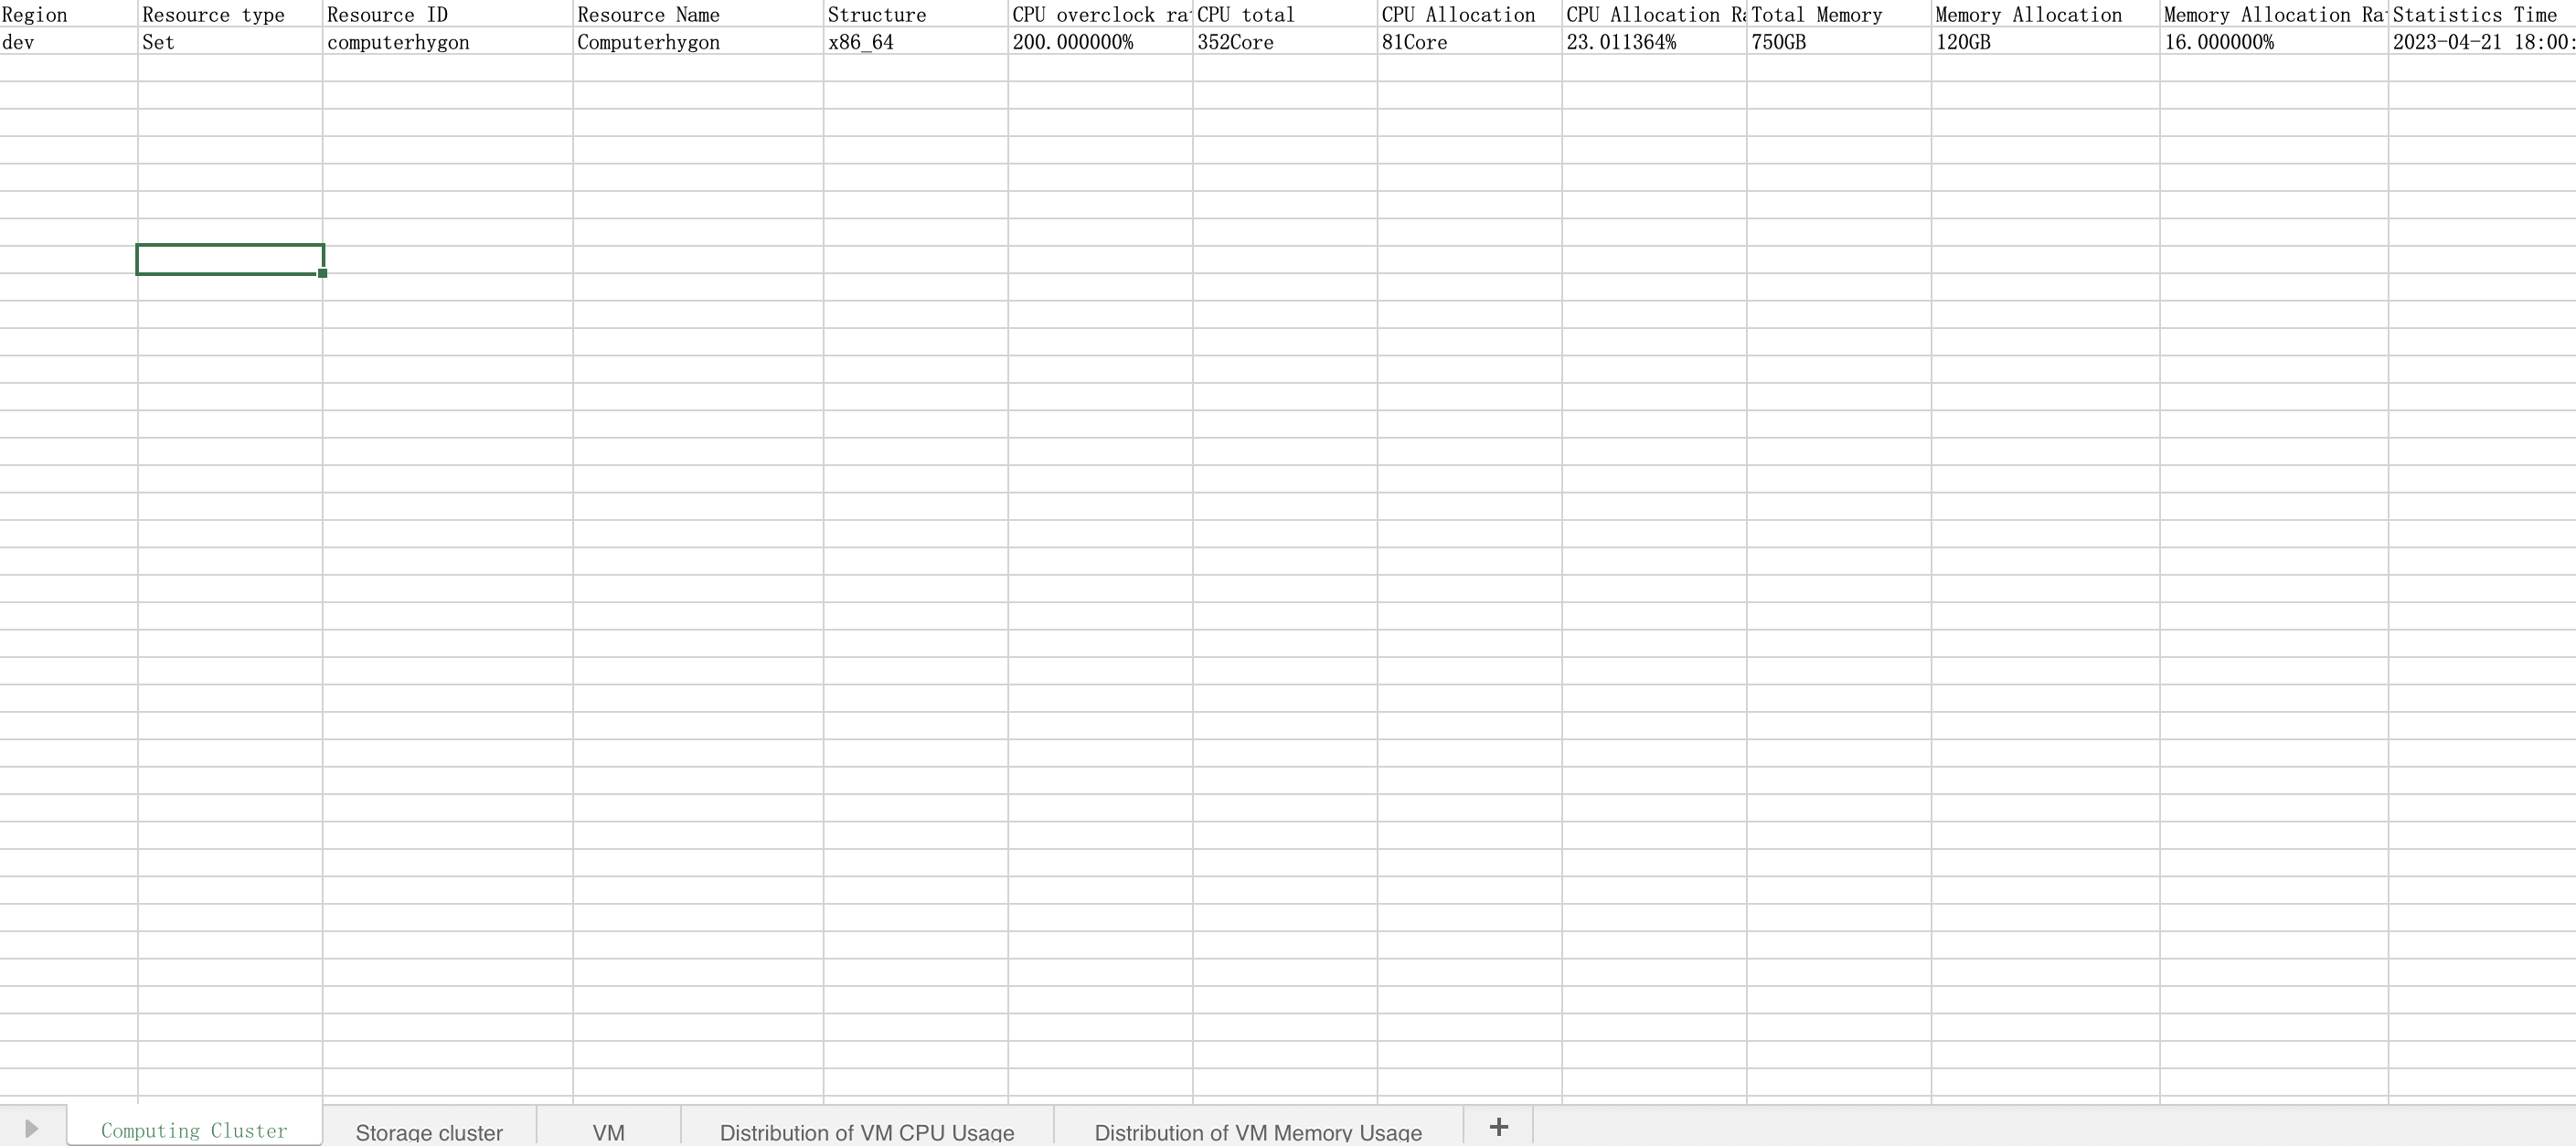 Region Resource type Resource ID Resource Name Structure CPU overclock CPU total CPU Allocation CPU Allocation Total Memory Memory Allocation Memory Allocation Statistics Time
dev Set computerhygon Computerhygon x86_64 200.000000% 352Core 81Core 23.011364% 750GB 120GB 16.000000% 2023-04-21 18:00:
Computing Cluster Storage cluster VM Distribution of VM CPU Usage Distribution of VM Memory Usage +